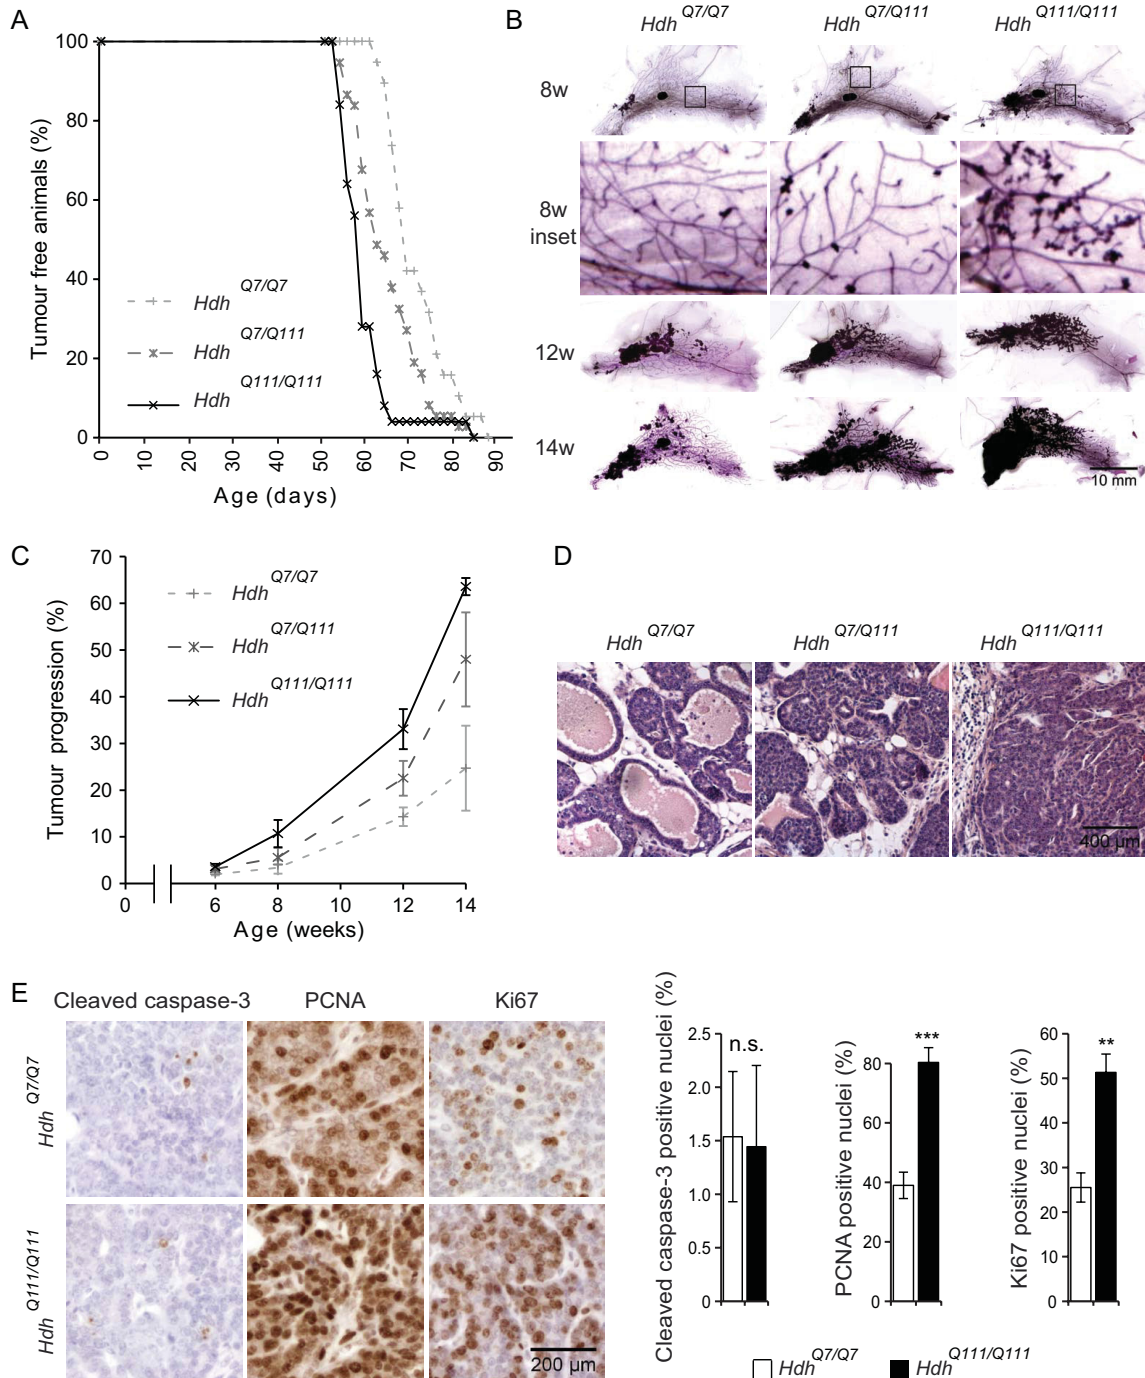 A
Tumour free animals (%)
100
80
60
40
20
0
0 10 20 30 40 50 60 70 80 90
Age (days)
Hdh Q7/Q7
Hdh Q7/Q111
Hdh Q111/Q111
B
Hdh Q7/Q7 Hdh Q7/Q111 Hdh Q111/Q111
8w
8w
inset
12w
14w
10 mm
C
Tumour progression (%)
70
60
50
40
30
20
10
0
0 6 8 10 12 14
Age (weeks)
Hdh Q7/Q7
Hdh Q7/Q111
Hdh Q111/Q111
D
Hdh Q7/Q7 Hdh Q7/Q111 Hdh Q111/Q111
400 µm
E
Cleaved caspase-3 PCNA Ki67
Hdh Q7/Q7
Hdh Q111/Q111
200 µm
Cleaved caspase-3 positive nuclei (%)
2.5
2.0
1.5
1.0
0.5
0
n.s.
PCNA positive nuclei (%)
80
60
40
20
0
***
Ki67 positive nuclei (%)
60
50
40
30
20
10
0
**
Hdh Q7/Q7 Hdh Q111/Q111